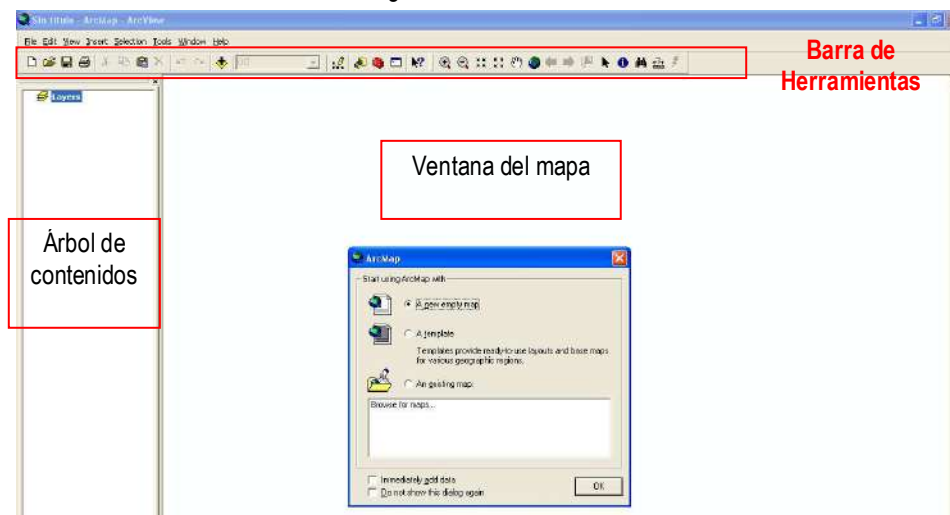 Sin título - ArcMap - ArcView
File Edit View Insert Selection Tools Window Help
Barra de
Herramientas
Layers
Ventana del mapa
Árbol de
contenidos
ArcMap
Start using ArcMap with
A new empty map
A template
Templates provide ready-to-use layouts and base maps
for various geographic regions.
An existing map:
Browse for maps...
Immediately add data
Do not show this dialog again
OK